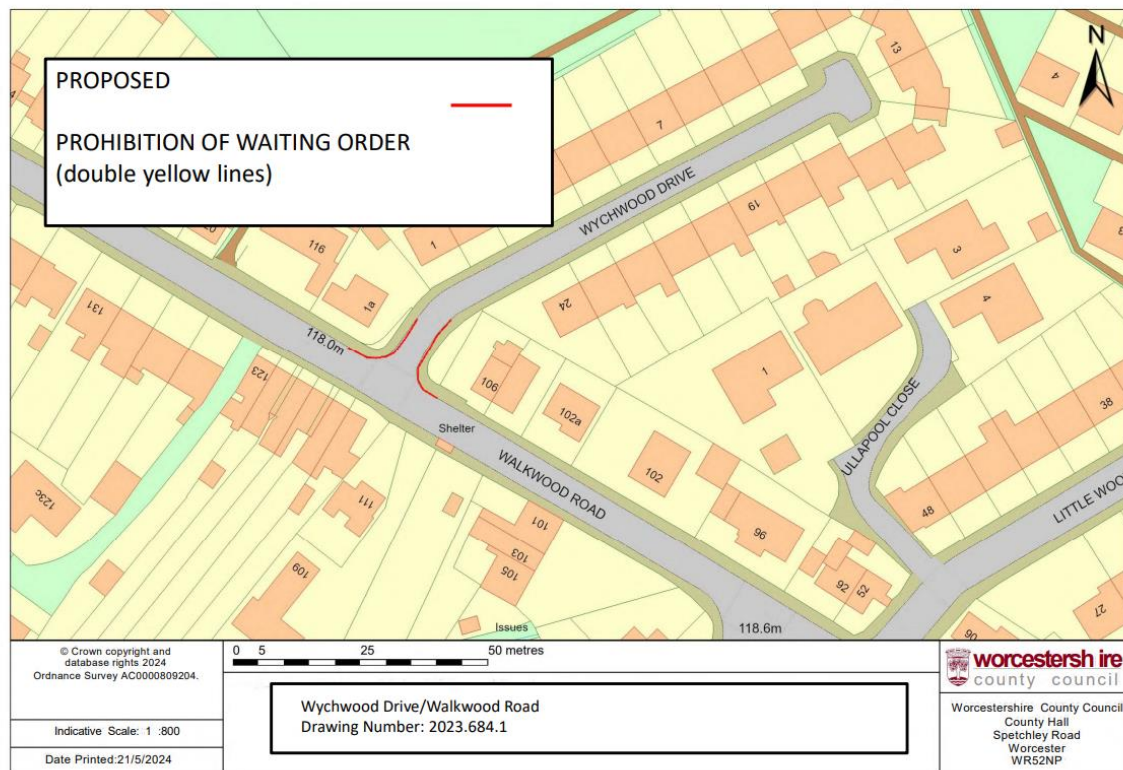 PROPOSED
PROHIBITION OF WAITING ORDER
(double yellow lines)
N
13
4
7
WYCHWOOD DRIVE
19
116
1
1a
24
3
4
131
118.0m
123
106
102a
1
ULLAPOOL CLOSE
38
Shelter
WALKWOOD ROAD
102
48
LITTLE WOO
123c
111
101
103
105
96
109
92
52
27
Issues
118.6m
90
© Crown copyright and
database rights 2024
Ordnance Survey AC0000809204.
Indicative Scale: 1 :800
Date Printed:21/5/2024
0 5 25 50 metres
Wychwood Drive/Walkwood Road
Drawing Number: 2023.684.1
worcestersh ire
county council
Worcestershire County Council
County Hall
Spetchley Road
Worcester
WR52NP